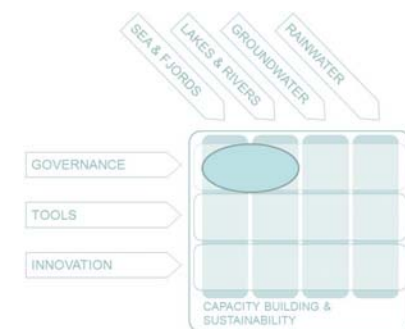 SEA & FJORDS
LAKES & RIVERS
GROUNDWATER
RAINWATER
GOVERNANCE
TOOLS
INNOVATION
CAPACITY BUILDING &
SUSTAINABILITY